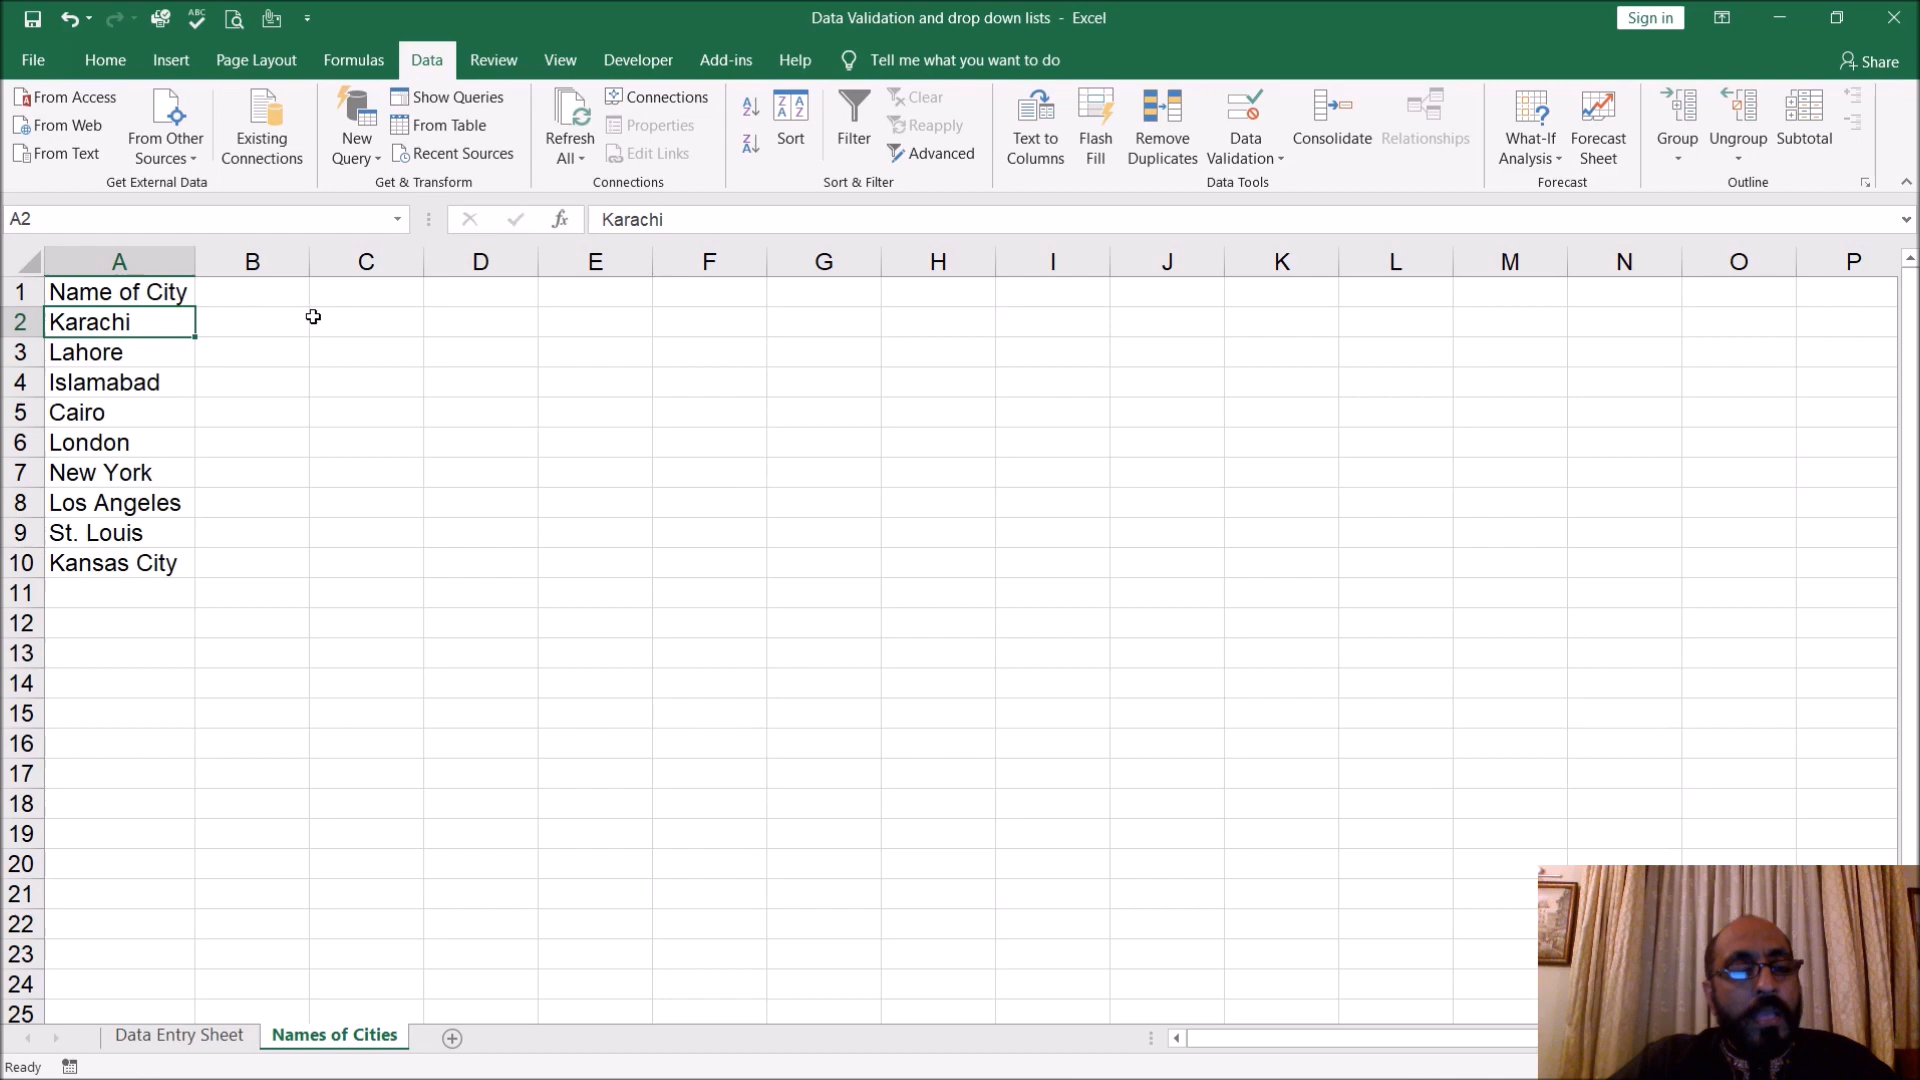 ABC
Data Validation and drop down lists - Excel
Sign in
File Home Insert Page Layout Formulas Data Review View Developer Add-ins Help Tell me what you want to do Share
From Access
From Web
From Text
From Other Sources
Existing Connections
Get External Data
New Query
Show Queries
From Table
Recent Sources
Get & Transform
Refresh All
Connections
Properties
Edit Links
Connections
Sort
Filter
Clear
Reapply
Advanced
Sort & Filter
Text to Columns
Flash Fill
Remove Duplicates
Data Validation
Consolidate
Relationships
Data Tools
What-If Analysis
Forecast Sheet
Forecast
Group
Ungroup
Subtotal
Outline
A2 fx Karachi
A B C D E F G H I J K L M N O P
1 Name of City
2 Karachi
3 Lahore
4 Islamabad
5 Cairo
6 London
7 New York
8 Los Angeles
9 St. Louis
10 Kansas City
11
12
13
14
15
16
17
18
19
20
21
22
23
24
25
Data Entry Sheet Names of Cities
Ready